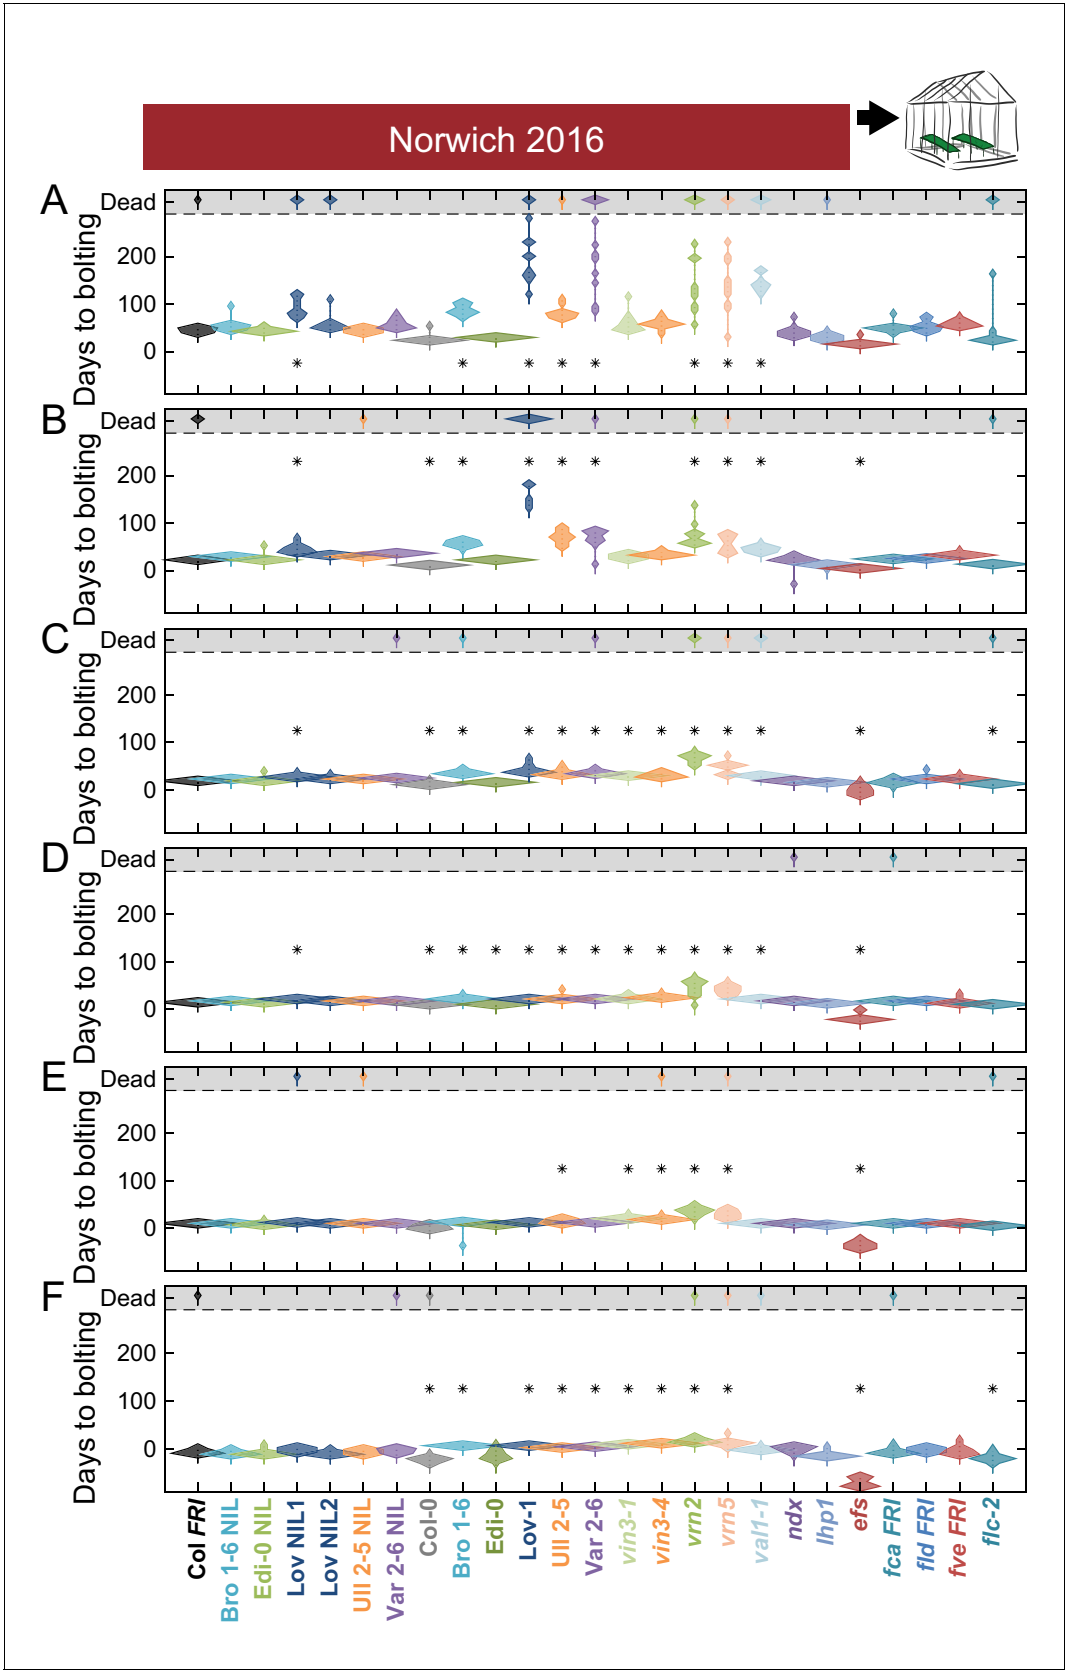 Norwich 2016
A
Dead
200
100
0
Days to bolting
* * * * * * * *
B
Dead
200
100
0
Days to bolting
* * * * * * * * * *
C
Dead
200
100
0
Days to bolting
* * * * * * * * * * * * *
D
Dead
200
100
0
Days to bolting
* * * * * * * * * * * * *
E
Dead
200
100
0
Days to bolting
* * * * * *
F
Dead
200
100
0
Days to bolting
* * * * * * * * * * *
Col FRI
Bro 1-6 NIL
Edi-0 NIL
Lov NIL1
Lov NIL2
Ull 2-5 NIL
Var 2-6 NIL
Col-0
Bro 1-6
Edi-0
Lov-1
Ull 2-5
Var 2-6
vin3-1
vin3-4
vrn2
vrn5
val1-1
ndx
lhp1
efs
fca FRI
fld FRI
fve FRI
flc-2